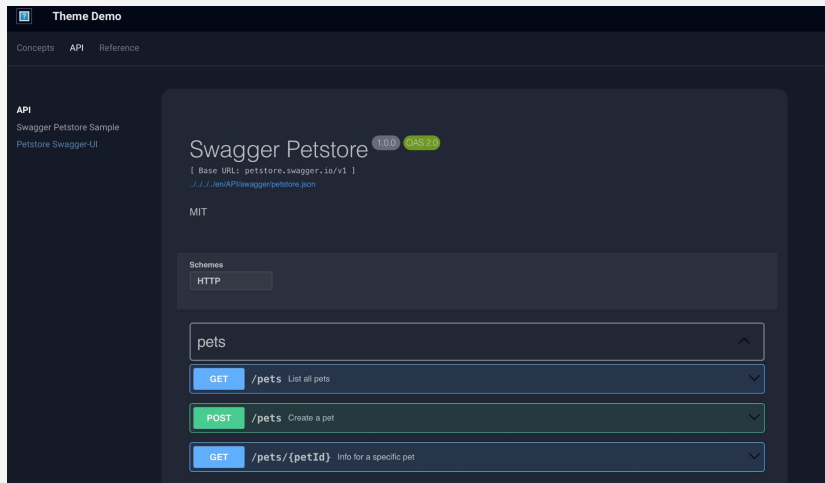 Theme Demo
Concepts API Reference
API
Swagger Petstore Sample
Petstore Swagger-UI
Swagger Petstore 1.0.0 OAS 2.0
[ Base URL: petstore.swagger.io/v1 ]
../../../../en/API/swagger/petstore.json
MIT
Schemes
HTTP
pets
GET /pets List all pets
POST /pets Create a pet
GET /pets/{petId} Info for a specific pet